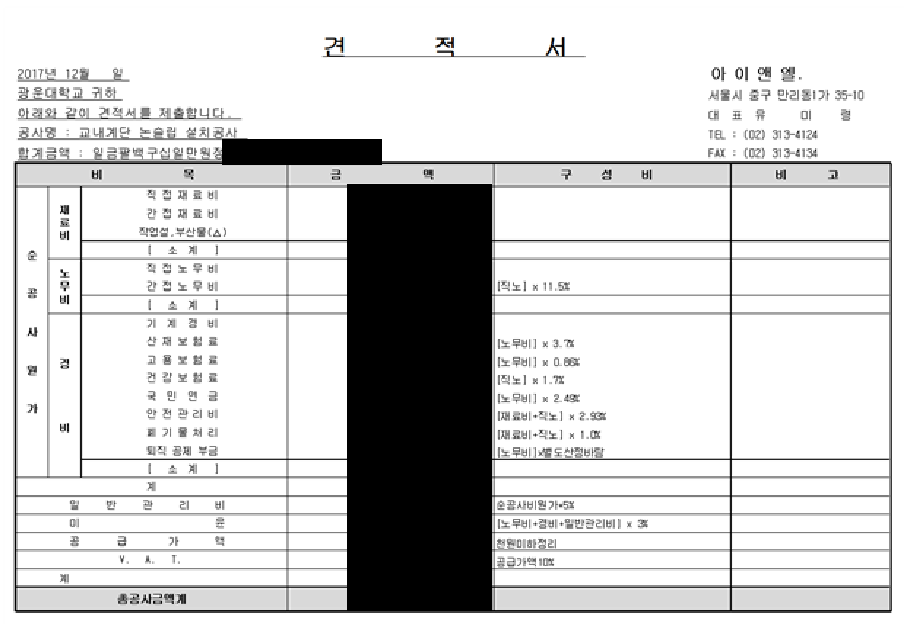 견 적 서
2017년 12월 일
광운대학교 귀하
아래와 같이 견적서를 제출합니다.
공사명 : 교내계단 논슬립 설치공사
합계금액 : 일금팔백구십일만원정
아 이 앤 엘.
서울시 중구 만리동1가 35-10
대 표 유 미 령
TEL : (02) 313-4124
FAX : (02) 313-4134
비 목 금 액 구 성 비 비 고
순 공 사 원 가
재료비
직 접 재 료 비
간 접 재 료 비
작업설,부산물(△)
[ 소 계 ]
노무비
직 접 노 무 비
간 접 노 무 비 [직노] x 11.5%
[ 소 계 ]
경 비
기 계 경 비
산 재 보 험 료 [노무비] x 3.7%
고 용 보 험 료 [노무비] x 0.86%
건 강 보 험 료 [직노] x 1.7%
국 민 연 금 [노무비] x 2.49%
안 전 관 리 비 [재료비+직노] x 2.93%
폐 기 물 처 리 [재료비+직노] x 1.0%
퇴직 공제 부금 [노무비]x별도산정바람
[ 소 계 ]
계
일 반 관 리 비 순공사비원가*5%
이 윤 [노무비+경비+일반관리비] x 3%
공 급 가 액 천원미하정리
V. A. T. 공급가액10%
계
총공사금액계